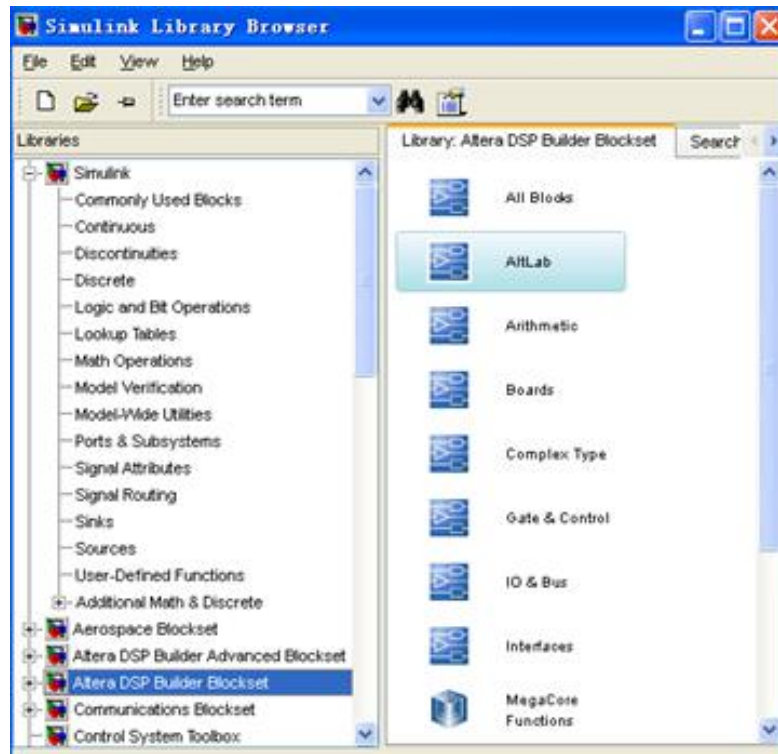 Simulink Library Browser
File Edit View Help
Enter search term
Libraries
Simulink
Commonly Used Blocks
Continuous
Discontinuities
Discrete
Logic and Bit Operations
Lookup Tables
Math Operations
Model Verification
Model-Wide Utilities
Ports & Subsystems
Signal Attributes
Signal Routing
Sinks
Sources
User-Defined Functions
Additional Math & Discrete
Aerospace Blockset
Altera DSP Builder Advanced Blockset
Altera DSP Builder Blockset
Communications Blockset
Control System Toolbox
Library: Altera DSP Builder Blockset Search
All Blocks
AltLab
Arithmetic
Boards
Complex Type
Gate & Control
IO & Bus
Interfaces
MegaCore
Functions